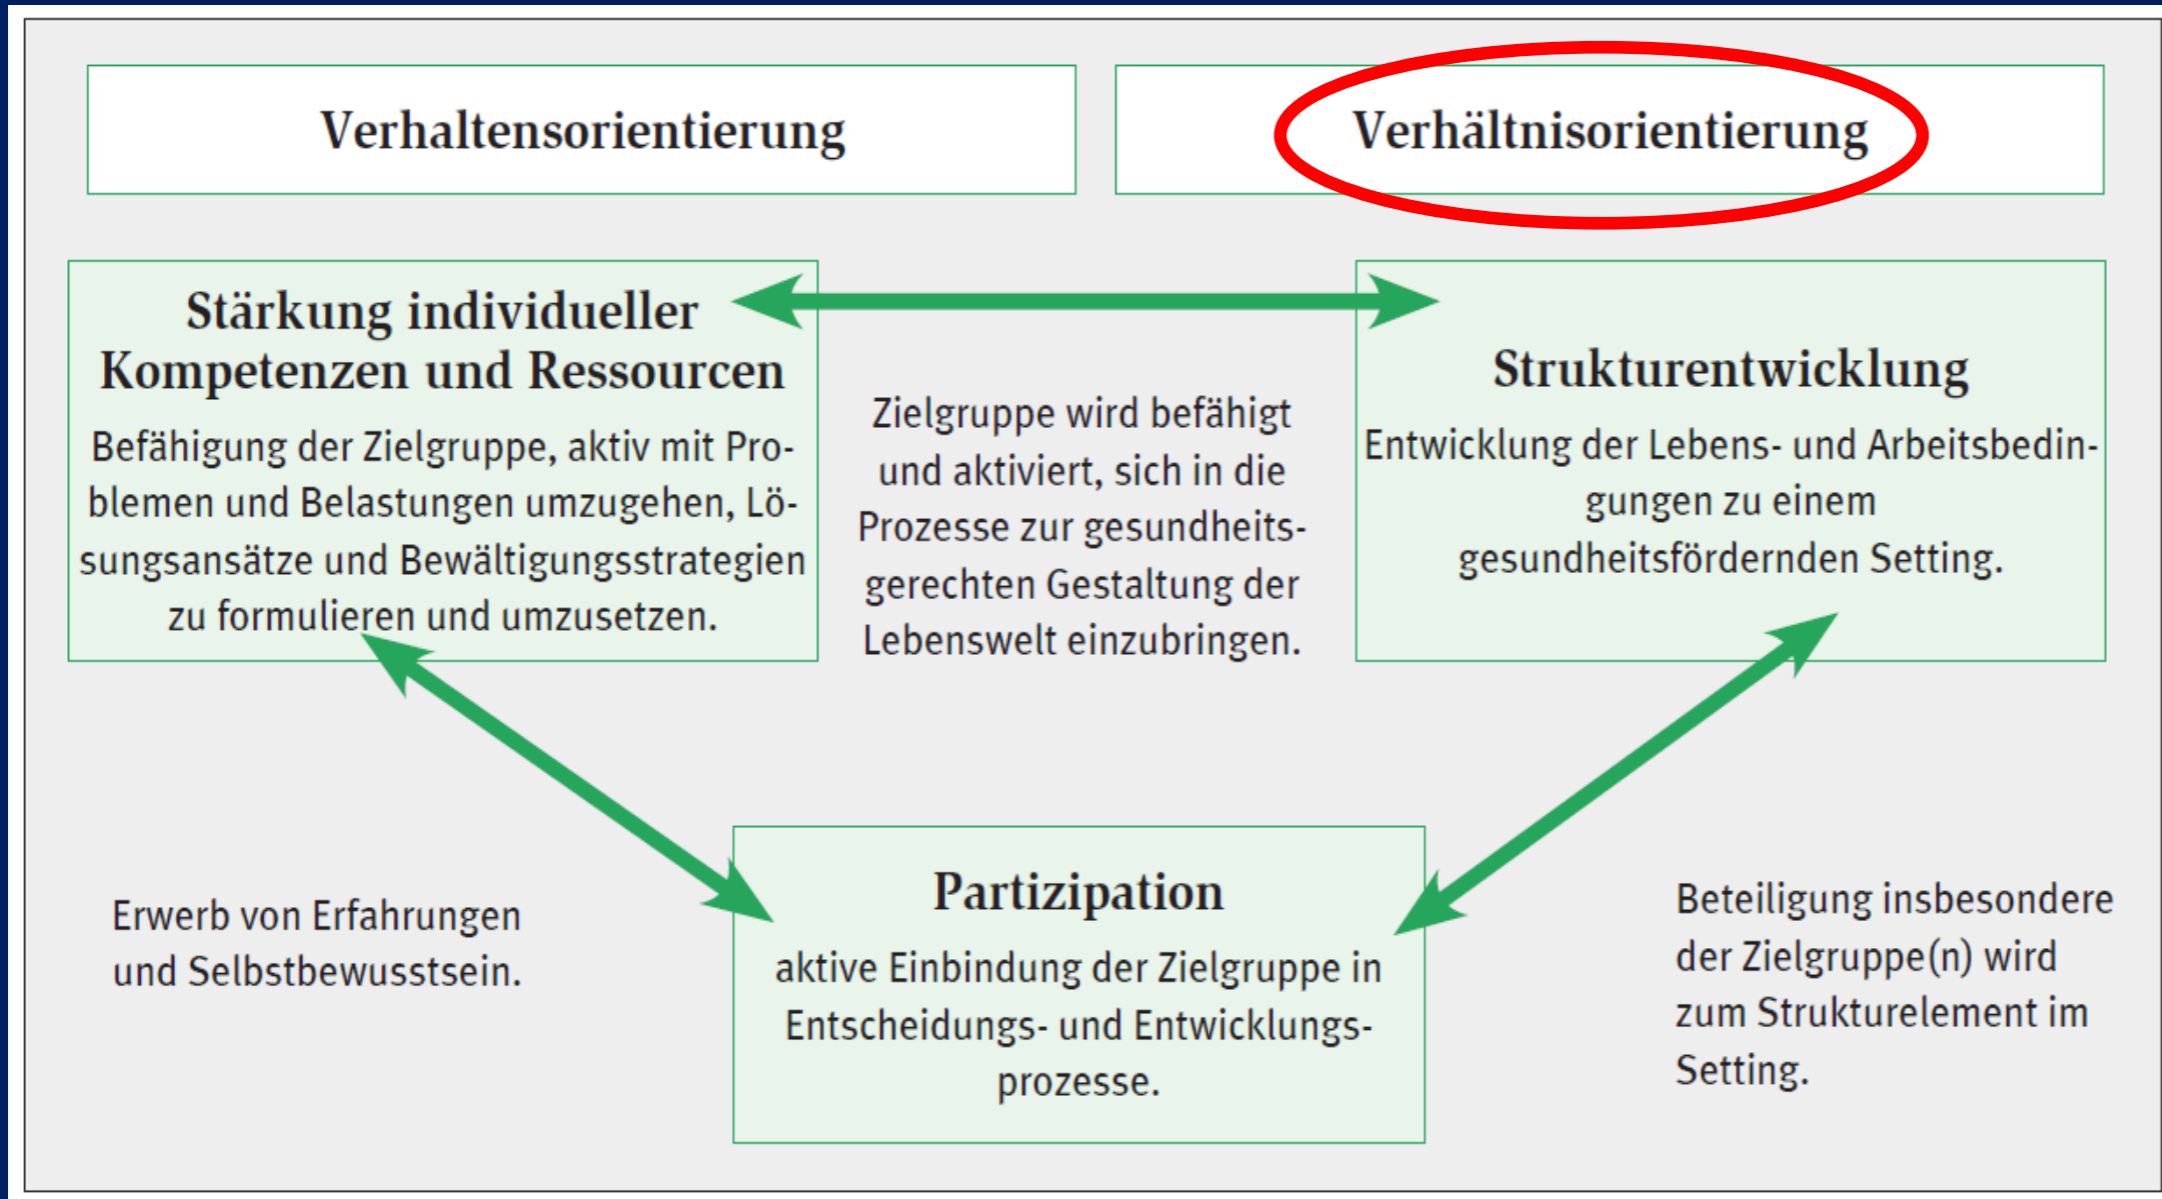 Verhaltensorientierung
Verhältnisorientierung
Stärkung individueller
Kompetenzen und Ressourcen
Befähigung der Zielgruppe, aktiv mit Pro-
blemen und Belastungen umzugehen, Lö-
sungsansätze und Bewältigungsstrategien
zu formulieren und umzusetzen.
Zielgruppe wird befähigt
und aktiviert, sich in die
Prozesse zur gesundheits-
gerechten Gestaltung der
Lebenswelt einzubringen.
Strukturentwicklung
Entwicklung der Lebens- und Arbeitsbedin-
gungen zu einem
gesundheitsfördernden Setting.
Erwerb von Erfahrungen
und Selbstbewusstsein.
Partizipation
aktive Einbindung der Zielgruppe in
Entscheidungs- und Entwicklungs-
prozesse.
Beteiligung insbesondere
der Zielgruppe(n) wird
zum Strukturelement im
Setting.